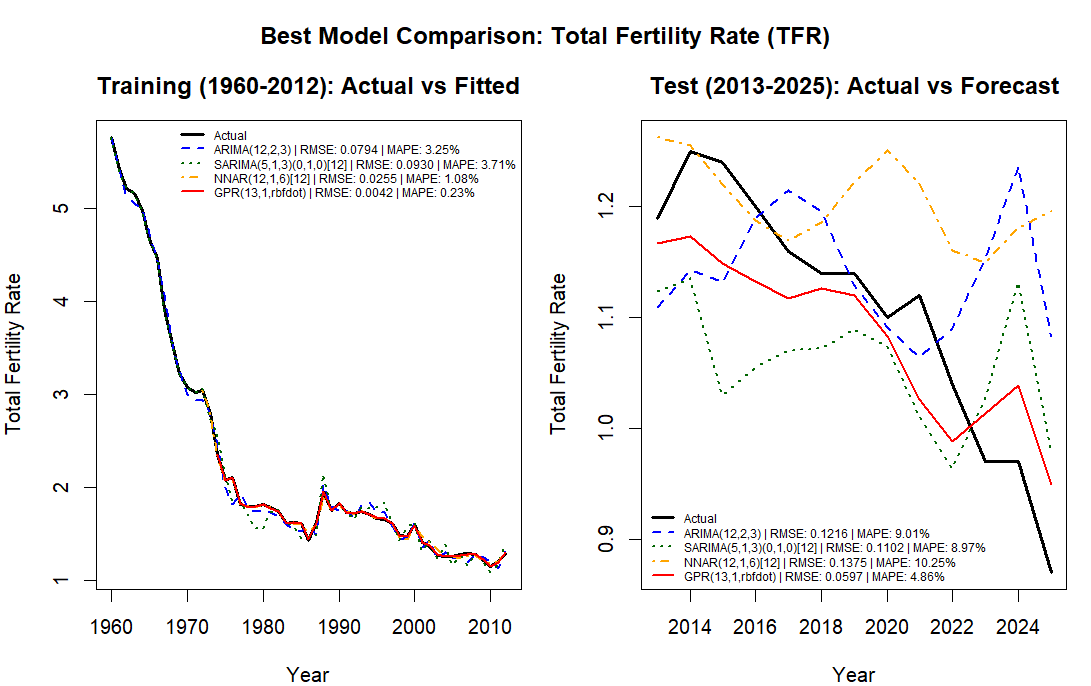 Best Model Comparison: Total Fertility Rate (TFR)
Training (1960-2012): Actual vs Fitted
Total Fertility Rate
5
4
3
2
1
Actual
ARIMA(12,2,3) | RMSE: 0.0794 | MAPE: 3.25%
SARIMA(5,1,3)(0,1,0)[12] | RMSE: 0.0930 | MAPE: 3.71%
NNAR(12,1,6)[12] | RMSE: 0.0255 | MAPE: 1.08%
GPR(13,1,rbfdot) | RMSE: 0.0042 | MAPE: 0.23%
1960 1970 1980 1990 2000 2010
Year
Test (2013-2025): Actual vs Forecast
Total Fertility Rate
1.2
1.1
1.0
0.9
Actual
ARIMA(12,2,3) | RMSE: 0.1216 | MAPE: 9.01%
SARIMA(5,1,3)(0,1,0)[12] | RMSE: 0.1102 | MAPE: 8.97%
NNAR(12,1,6)[12] | RMSE: 0.1375 | MAPE: 10.25%
GPR(13,1,rbfdot) | RMSE: 0.0597 | MAPE: 4.86%
2014 2016 2018 2020 2022 2024
Year